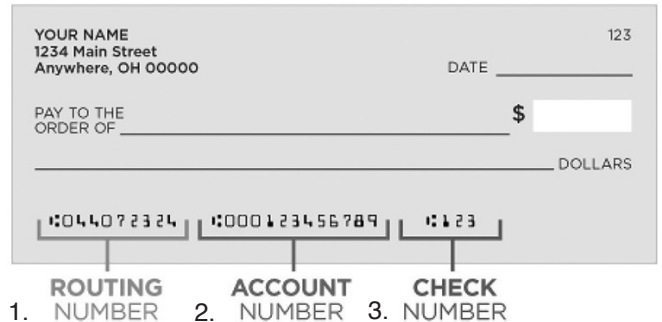 YOUR NAME 123
1234 Main Street
Anywhere, OH 00000
DATE
PAY TO THE
ORDER OF $
DOLLARS
⑆044072324 ⑆000123456789 ⑆123
1. ROUTING NUMBER 2. ACCOUNT NUMBER 3. CHECK NUMBER